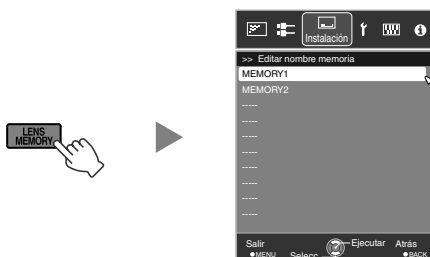 LENS
MEMORY
Instalación
>> Editar nombre memoria
MEMORY1
MEMORY2
-----
-----
-----
-----
-----
-----
-----
-----
Salir
Ejecutar
Atrás
MENU
Selecc.
BACK